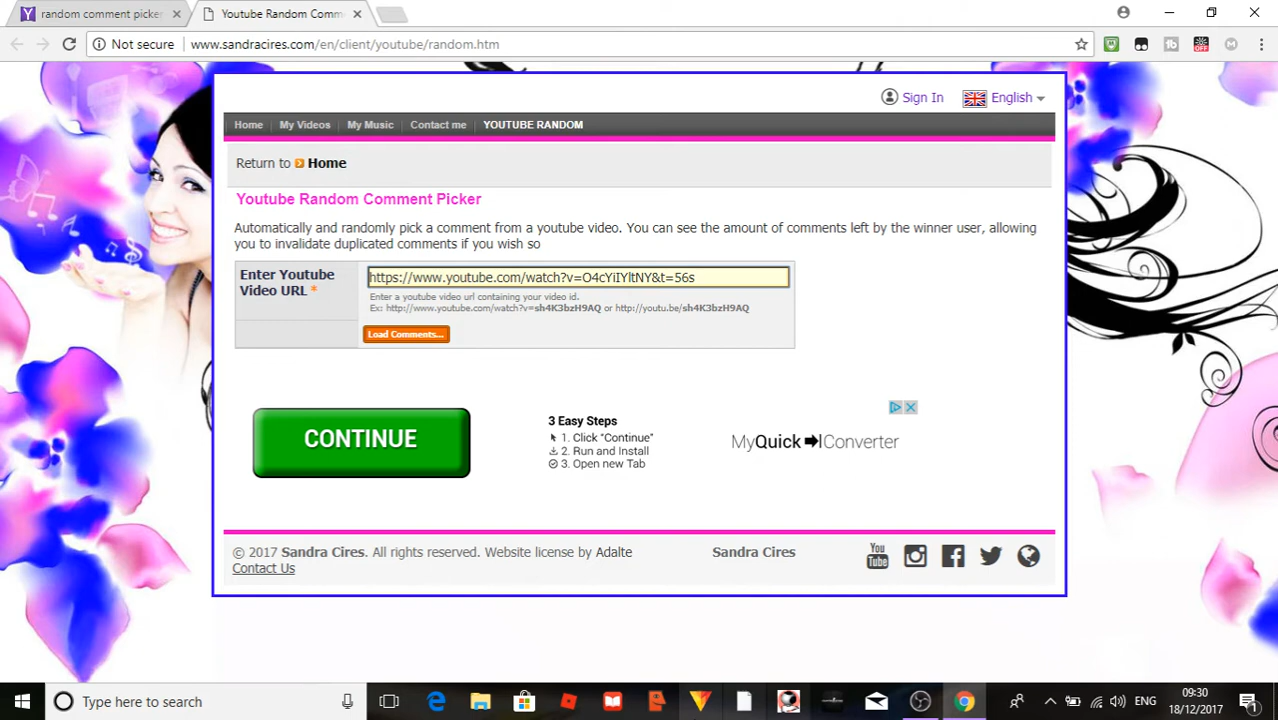 random comment picker
Youtube Random Comm
Not secure
www.sandracires.com/en/client/youtube/random.htm
Sign In
English
Home
My Videos
My Music
Contact me
YOUTUBE RANDOM
Return to Home
Youtube Random Comment Picker
Automatically and randomly pick a comment from a youtube video. You can see the amount of comments left by the winner user, allowing
you to invalidate duplicated comments if you wish so
Enter Youtube
Video URL *
https://www.youtube.com/watch?v=O4cYiIYltNY&t=56s
Enter a youtube video url containing your video id.
Ex: http://www.youtube.com/watch?v=sh4K3bzH9AQ or http://youtu.be/sh4K3bzH9AQ
Load Comments...
CONTINUE
3 Easy Steps
1. Click "Continue"
2. Run and Install
3. Open new Tab
MyQuickConverter
© 2017 Sandra Cires. All rights reserved. Website license by Adalte
Contact Us
Sandra Cires
You
Tube
Type here to search
ENG
09:30
18/12/2017